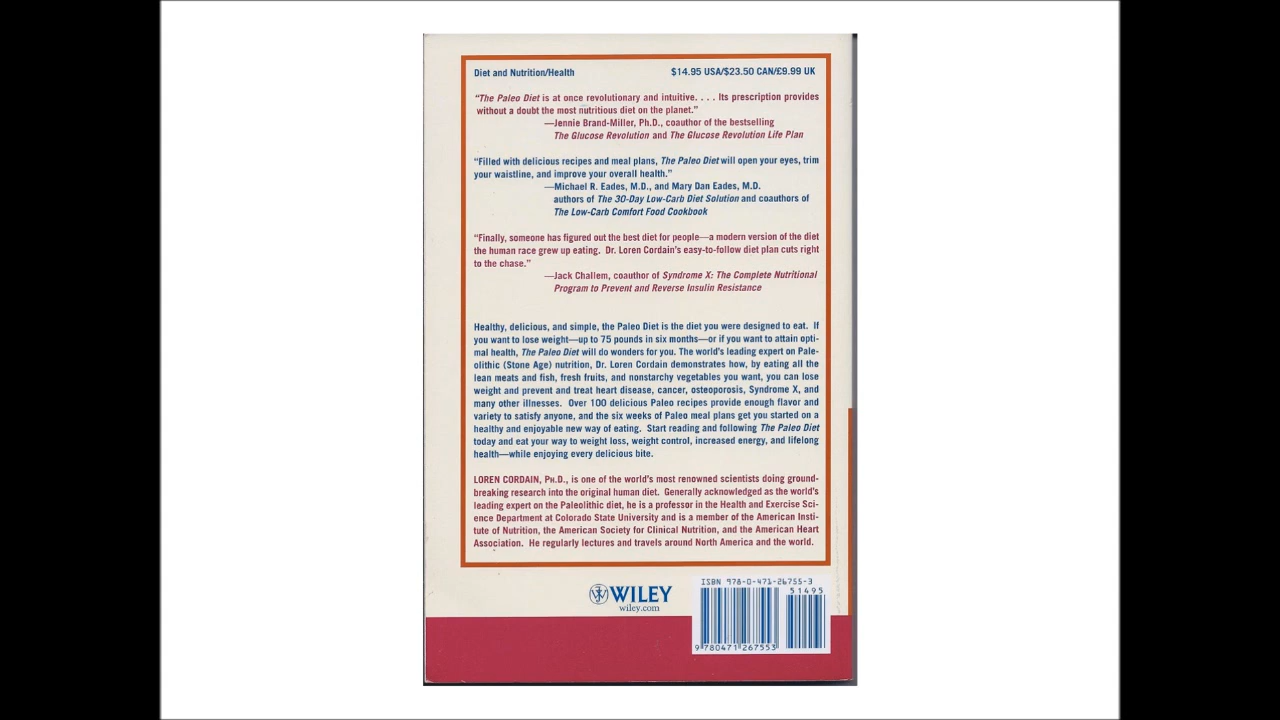 Diet and Nutrition/Health $14.95 USA/$23.50 CAN/£9.99 UK
"The Paleo Diet is at once revolutionary and intuitive. . . . Its prescription provides
without a doubt the most nutritious diet on the planet."
—Jennie Brand-Miller, Ph.D., coauthor of the bestselling
The Glucose Revolution and The Glucose Revolution Life Plan
"Filled with delicious recipes and meal plans, The Paleo Diet will open your eyes, trim
your waistline, and improve your overall health."
—Michael R. Eades, M.D., and Mary Dan Eades, M.D.
authors of The 30-Day Low-Carb Diet Solution and coauthors of
The Low-Carb Comfort Food Cookbook
"Finally, someone has figured out the best diet for people—a modern version of the diet
the human race grew up eating. Dr. Loren Cordain's easy-to-follow diet plan cuts right
to the chase."
—Jack Challem, coauthor of Syndrome X: The Complete Nutritional
Program to Prevent and Reverse Insulin Resistance
Healthy, delicious, and simple, the Paleo Diet is the diet you were designed to eat. If
you want to lose weight—up to 75 pounds in six months—or if you want to attain opti-
mal health, The Paleo Diet will do wonders for you. The world's leading expert on Pale-
olithic (Stone Age) nutrition, Dr. Loren Cordain demonstrates how, by eating all the
lean meats and fish, fresh fruits, and nonstarchy vegetables you want, you can lose
weight and prevent and treat heart disease, cancer, osteoporosis, Syndrome X, and
many other illnesses. Over 100 delicious Paleo recipes provide enough flavor and
variety to satisfy anyone, and the six weeks of Paleo meal plans get you started on a
healthy and enjoyable new way of eating. Start reading and following The Paleo Diet
today and eat your way to weight loss, weight control, increased energy, and lifelong
health—while enjoying every delicious bite.
LOREN CORDAIN, PH.D., is one of the world's most renowned scientists doing ground-
breaking research into the original human diet. Generally acknowledged as the world's
leading expert on the Paleolithic diet, he is a professor in the Health and Exercise Sci-
ence Department at Colorado State University and is a member of the American Insti-
tute of Nutrition, the American Society for Clinical Nutrition, and the American Heart
Association. He regularly lectures and travels around North America and the world.
WILEY
wiley.com
ISBN 978-0-471-26755-3
51495
9 780471 267553